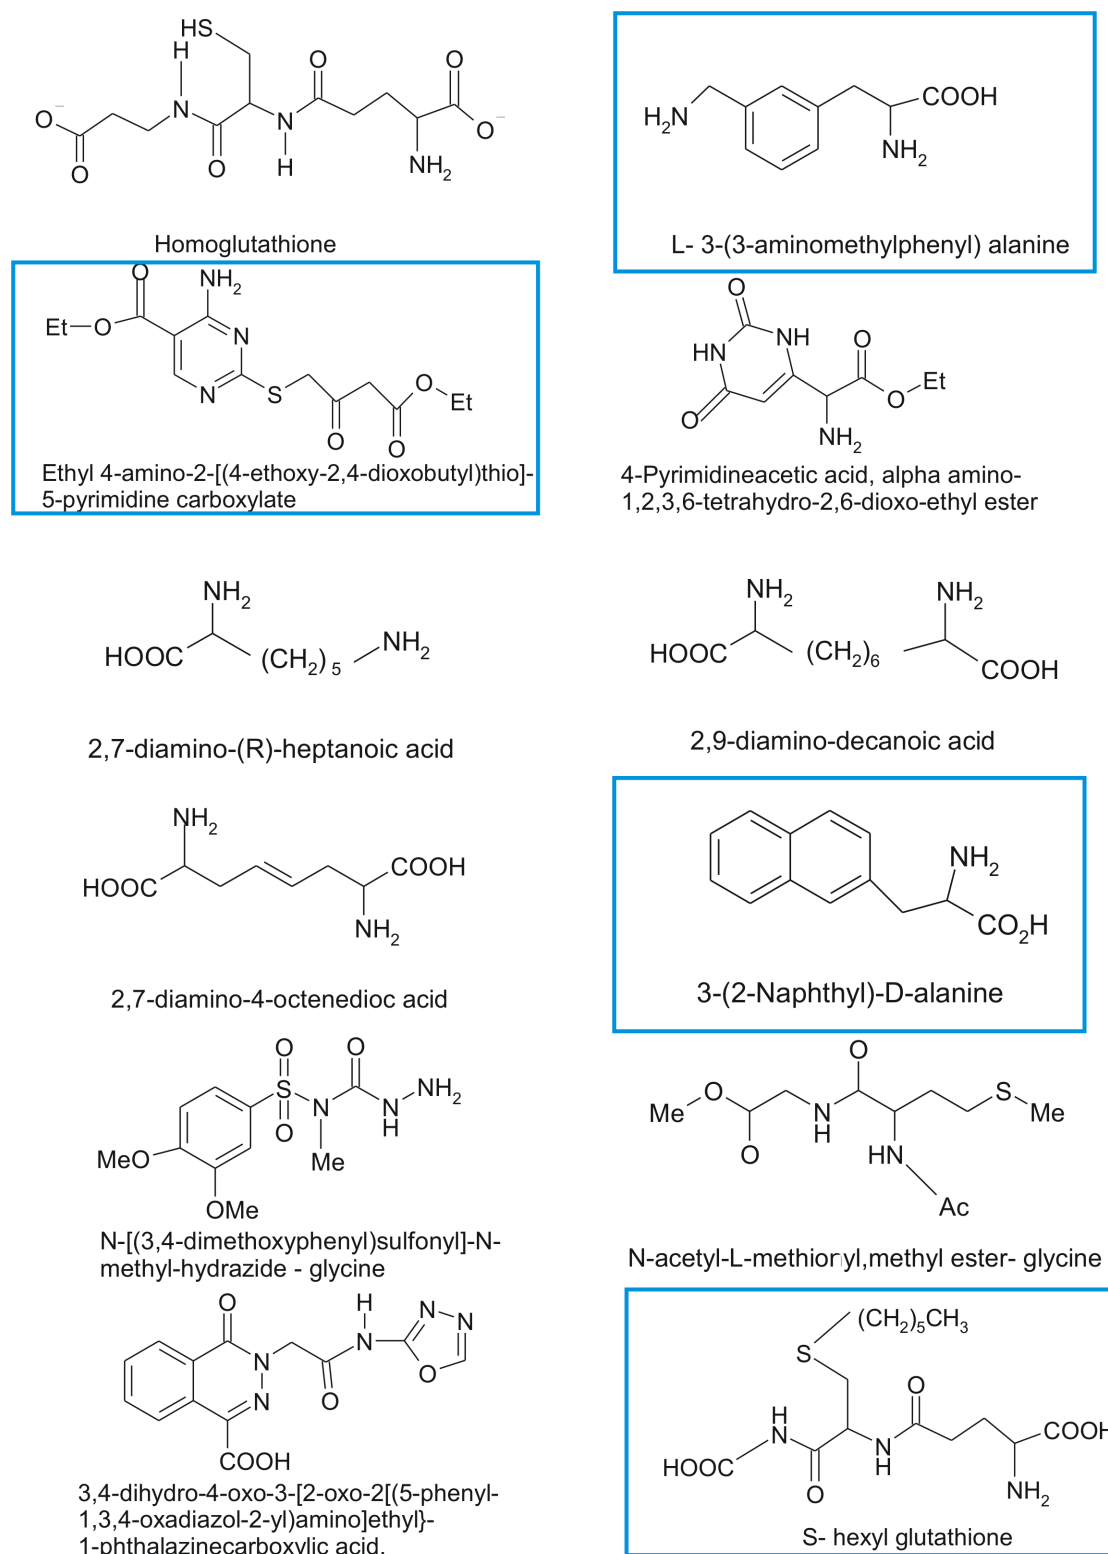 HS
H
O
O
O⁻
N
N
O⁻
O
O
H
NH2
Homoglutathione
H2N
COOH
NH2
L- 3-(3-aminomethylphenyl) alanine
O
NH2
Et
O
N
N
S
O
Et
O
O
Ethyl 4-amino-2-[(4-ethoxy-2,4-dioxobutyl)thio]-
5-pyrimidine carboxylate
O
NH
HN
O
Et
O
O
NH2
4-Pyrimidineacetic acid, alpha amino-
1,2,3,6-tetrahydro-2,6-dioxo-ethyl ester
NH2
HOOC
(CH2)5
NH2
2,7-diamino-(R)-heptanoic acid
NH2
NH2
HOOC
(CH2)6
COOH
2,9-diamino-decanoic acid
NH2
COOH
HOOC
NH2
2,7-diamino-4-octenedioc acid
NH2
CO2H
3-(2-Naphthyl)-D-alanine
O
O
S
NH2
N
N
H
O
MeO
Me
OMe
N-[(3,4-dimethoxyphenyl)sulfonyl]-N-
methyl-hydrazide - glycine
O
O
S
Me
N
H
Me
O
HN
Ac
N-acetyl-L-methionyl,methyl ester- glycine
O
H
N
N
N
N
O
N
O
COOH
3,4-dihydro-4-oxo-3-[2-oxo-2[(5-phenyl-
1,3,4-oxadiazol-2-yl)amino]ethyl}-
1-phthalazinecarboxylic acid.
(CH2)5CH3
S
O
H
N
COOH
N
H
HOOC
O
NH2
S- hexyl glutathione